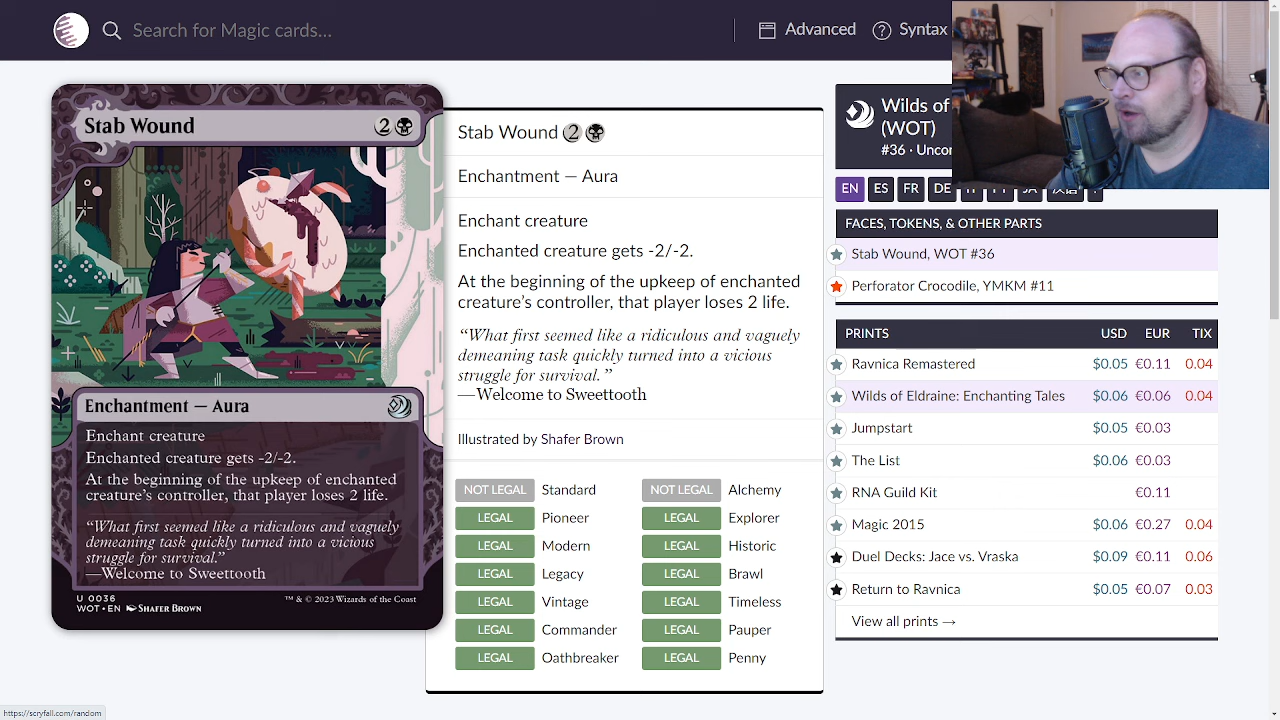 Search for Magic cards...
Advanced
Syntax
Stab Wound 2
Enchantment — Aura
Enchant creature
Enchanted creature gets -2/-2.
At the beginning of the upkeep of enchanted
creature's controller, that player loses 2 life.
“What first seemed like a ridiculous and vaguely
demeaning task quickly turned into a vicious
struggle for survival.”
—Welcome to Sweettooth
U 0036
WOT • EN Shafer Brown
™ & © 2023 Wizards of the Coast
Stab Wound 2
Enchantment — Aura
Enchant creature
Enchanted creature gets -2/-2.
At the beginning of the upkeep of enchanted
creature's controller, that player loses 2 life.
“What first seemed like a ridiculous and vaguely
demeaning task quickly turned into a vicious
struggle for survival.”
—Welcome to Sweettooth
Illustrated by Shafer Brown
NOT LEGAL Standard NOT LEGAL Alchemy
LEGAL Pioneer LEGAL Explorer
LEGAL Modern LEGAL Historic
LEGAL Legacy LEGAL Brawl
LEGAL Vintage LEGAL Timeless
LEGAL Commander LEGAL Pauper
LEGAL Oathbreaker LEGAL Penny
Wilds of
(WOT)
#36 · Uncor
EN ES FR DE
FACES, TOKENS, & OTHER PARTS
Stab Wound, WOT #36
Perforator Crocodile, YMKM #11
PRINTS USD EUR TIX
Ravnica Remastered $0.05 €0.11 0.04
Wilds of Eldraine: Enchanting Tales $0.06 €0.06 0.04
Jumpstart $0.05 €0.03
The List $0.06 €0.03
RNA Guild Kit €0.11
Magic 2015 $0.06 €0.27 0.04
Duel Decks: Jace vs. Vraska $0.09 €0.11 0.06
Return to Ravnica $0.05 €0.07 0.03
View all prints →
https://scryfall.com/random